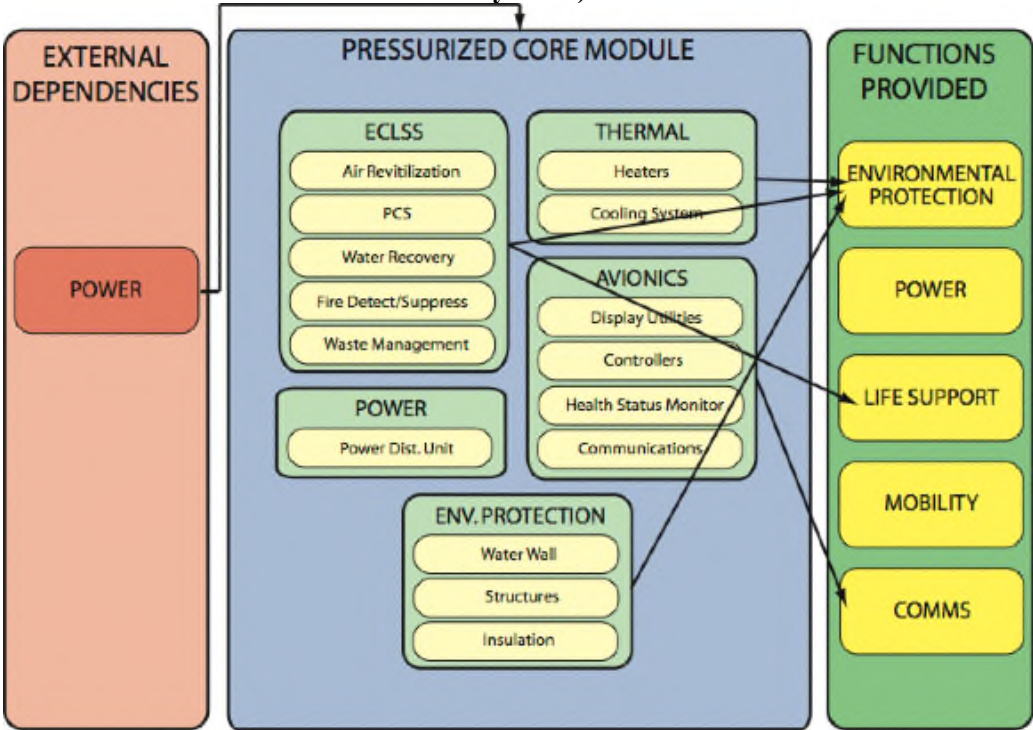 EXTERNAL
DEPENDENCIES
POWER
PRESSURIZED CORE MODULE
ECLSS
Air Revitilization
PCS
Water Recovery
Fire Detect/Suppress
Waste Management
POWER
Power Dist. Unit
THERMAL
Heaters
Cooling System
AVIONICS
Display Utilities
Controllers
Health Status Monitor
Communications
ENV. PROTECTION
Water Wall
Structures
Insulation
FUNCTIONS
PROVIDED
ENVIRONMENTAL
PROTECTION
POWER
LIFE SUPPORT
MOBILITY
COMMS